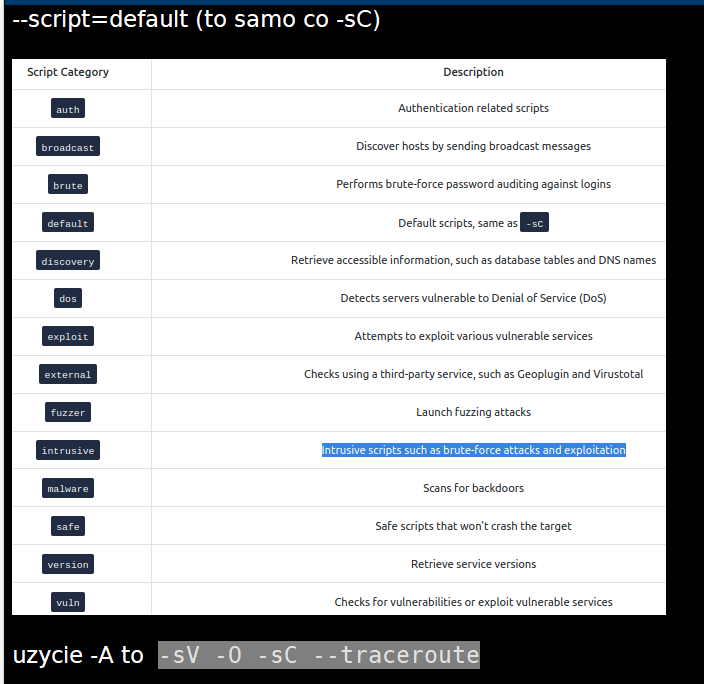 --script=default (to samo co -sC)
Script Category Description
auth Authentication related scripts
broadcast Discover hosts by sending broadcast messages
brute Performs brute-force password auditing against logins
default Default scripts, same as -sC
discovery Retrieve accessible information, such as database tables and DNS names
dos Detects servers vulnerable to Denial of Service (DoS)
exploit Attempts to exploit various vulnerable services
external Checks using a third-party service, such as Geoplugin and Virustotal
fuzzer Launch fuzzing attacks
intrusive Intrusive scripts such as brute-force attacks and exploitation
malware Scans for backdoors
safe Safe scripts that won’t crash the target
version Retrieve service versions
vuln Checks for vulnerabilities or exploit vulnerable services
uzycie -A to -sV -O -sC --traceroute